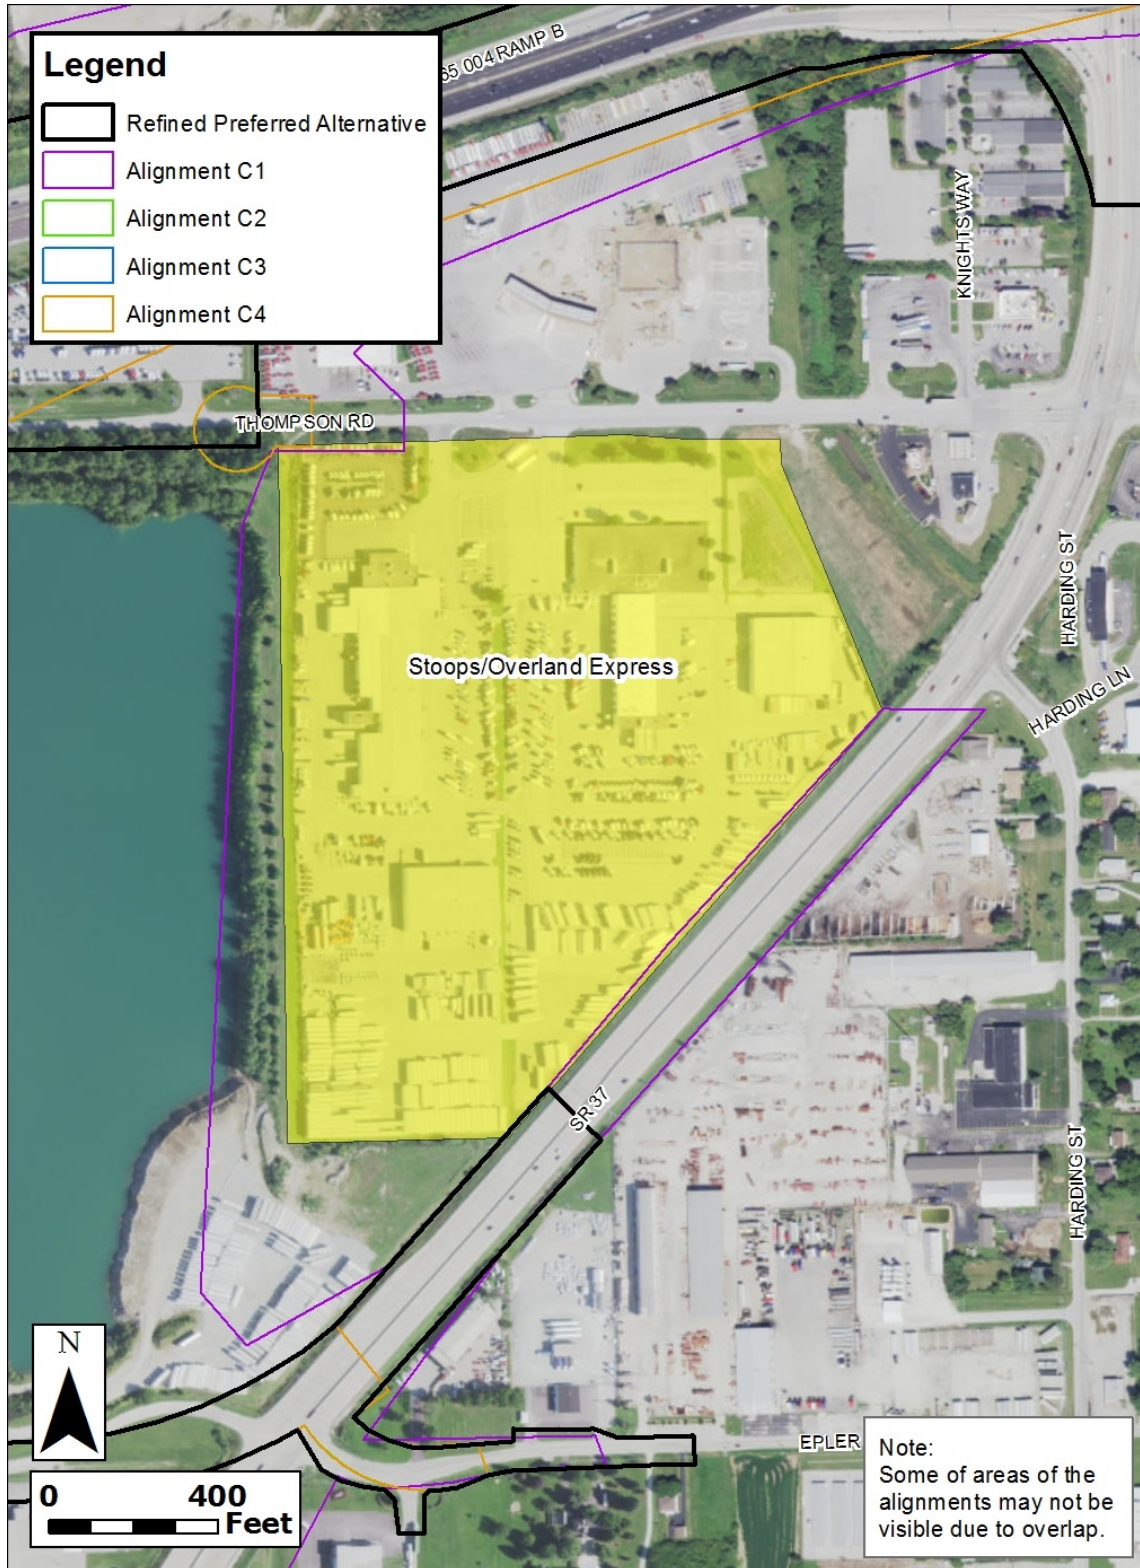 Legend
Refined Preferred Alternative
Alignment C1
Alignment C2
Alignment C3
Alignment C4
65 004 RAMP B
KNIGHTS WAY
THOMPSON RD
HARDING ST
HARDING LN
Stoops/Overland Express
SR 37
HARDING ST
EPLER
N
0 400
Feet
Note:
Some of areas of the
alignments may not be
visible due to overlap.